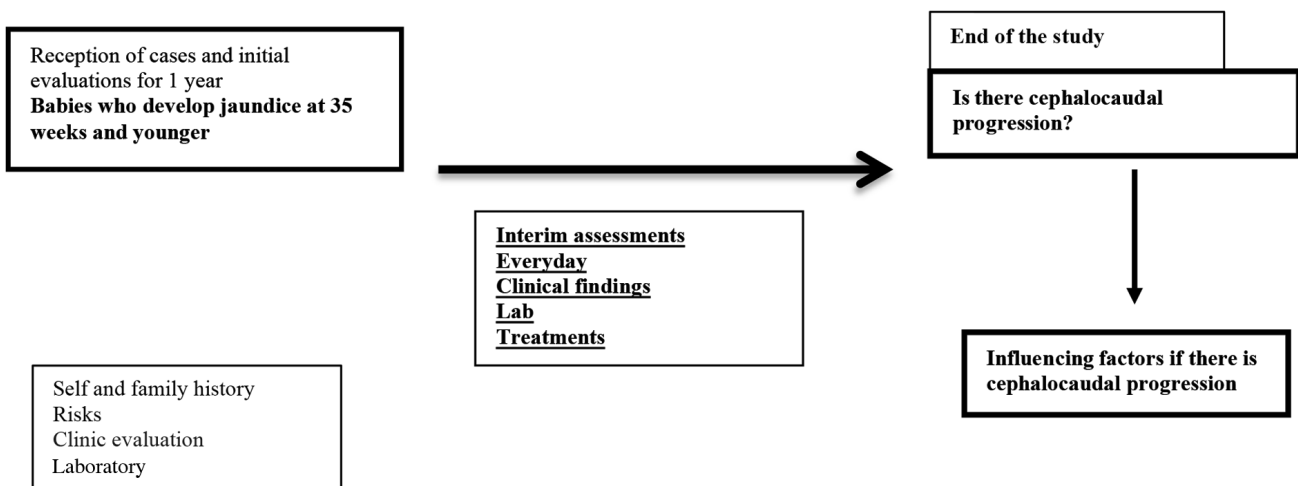 Reception of cases and initial
evaluations for 1 year
Babies who develop jaundice at 35
weeks and younger
Self and family history
Risks
Clinic evaluation
Laboratory
Interim assessments
Everyday
Clinical findings
Lab
Treatments
End of the study
Is there cephalocaudal
progression?
Influencing factors if there is
cephalocaudal progression